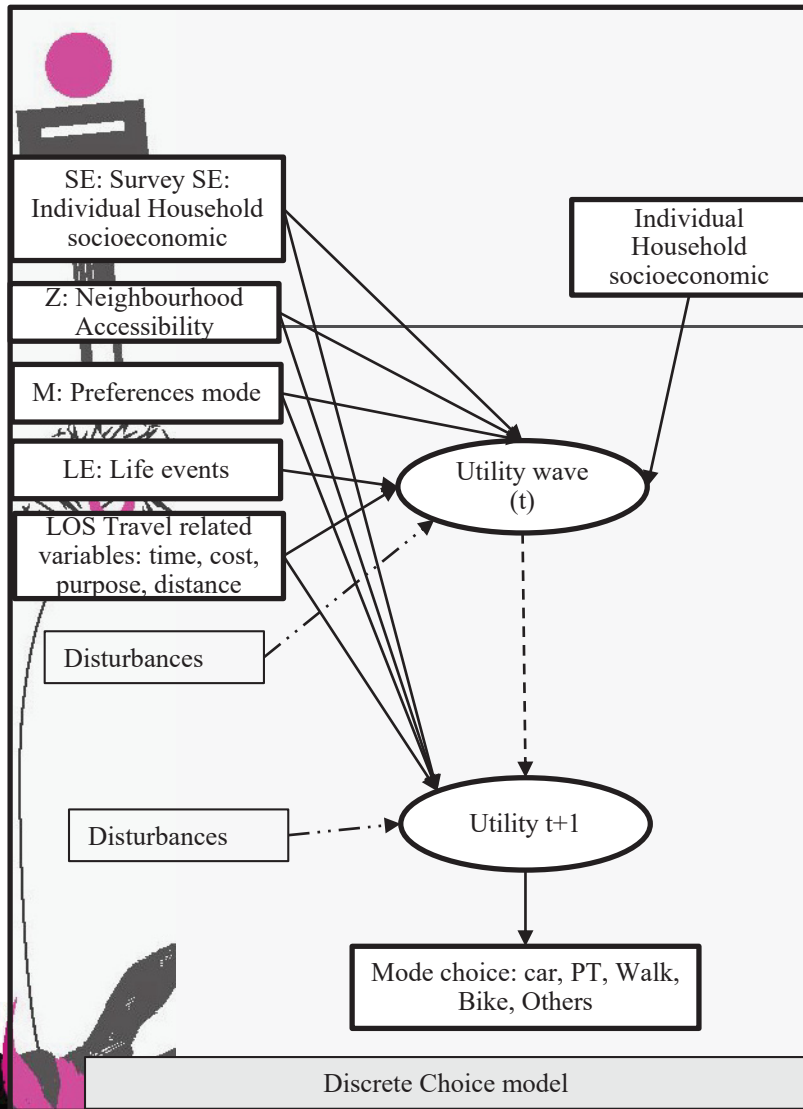 SE: Survey SE:
Individual Household
socioeconomic
Individual
Household
socioeconomic
Z: Neighbourhood
Accessibility
M: Preferences mode
LE: Life events
Utility wave
(t)
LOS Travel related
variables: time, cost,
purpose, distance
Disturbances
Disturbances
Utility t+1
Mode choice: car, PT, Walk,
Bike, Others
Discrete Choice model